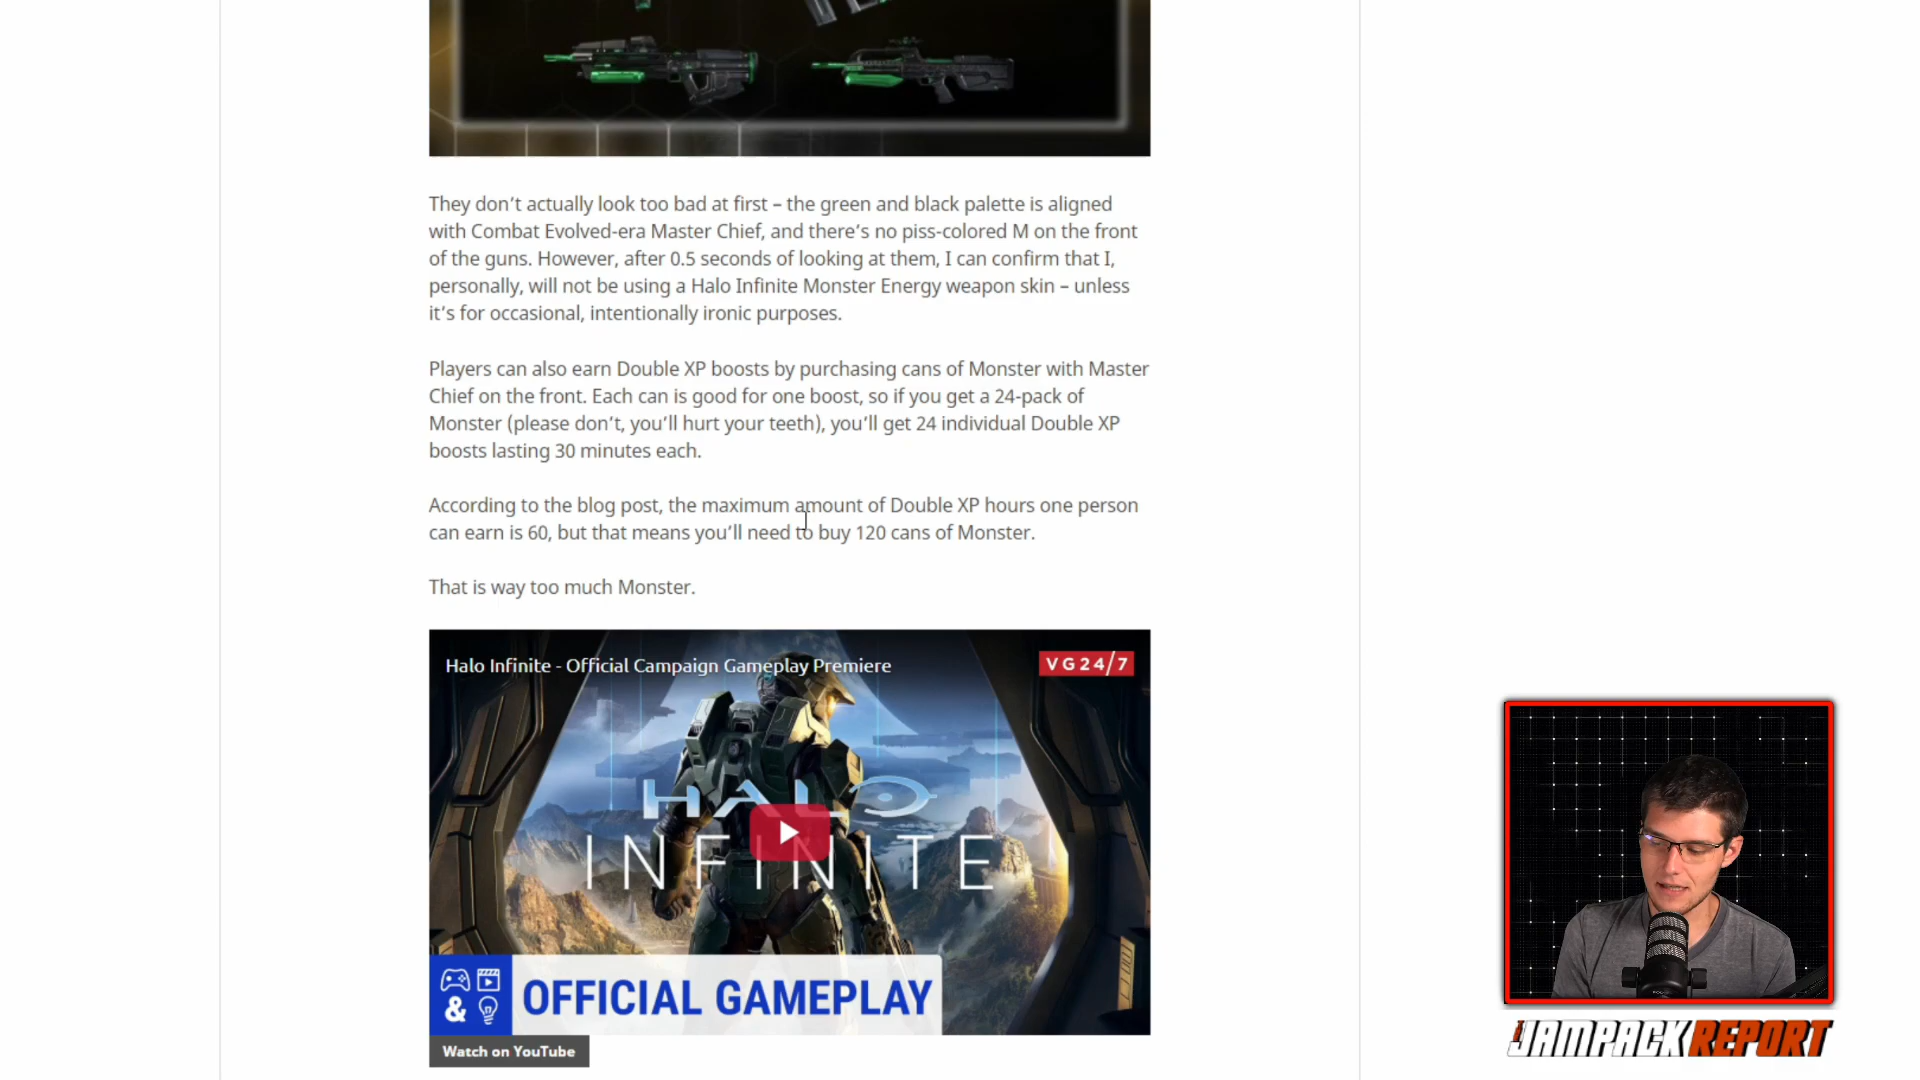 They don't actually look too bad at first – the green and black palette is aligned
with Combat Evolved-era Master Chief, and there's no piss-colored M on the front
of the guns. However, after 0.5 seconds of looking at them, I can confirm that I,
personally, will not be using a Halo Infinite Monster Energy weapon skin – unless
it's for occasional, intentionally ironic purposes.
Players can also earn Double XP boosts by purchasing cans of Monster with Master
Chief on the front. Each can is good for one boost, so if you get a 24-pack of
Monster (please don't, you'll hurt your teeth), you'll get 24 individual Double XP
boosts lasting 30 minutes each.
According to the blog post, the maximum amount of Double XP hours one person
can earn is 60, but that means you'll need to buy 120 cans of Monster.
That is way too much Monster.
Halo Infinite - Official Campaign Gameplay Premiere
VG24/7
HALO
INFINITE
&
OFFICIAL GAMEPLAY
Watch on YouTube
JAMPACK REPORT